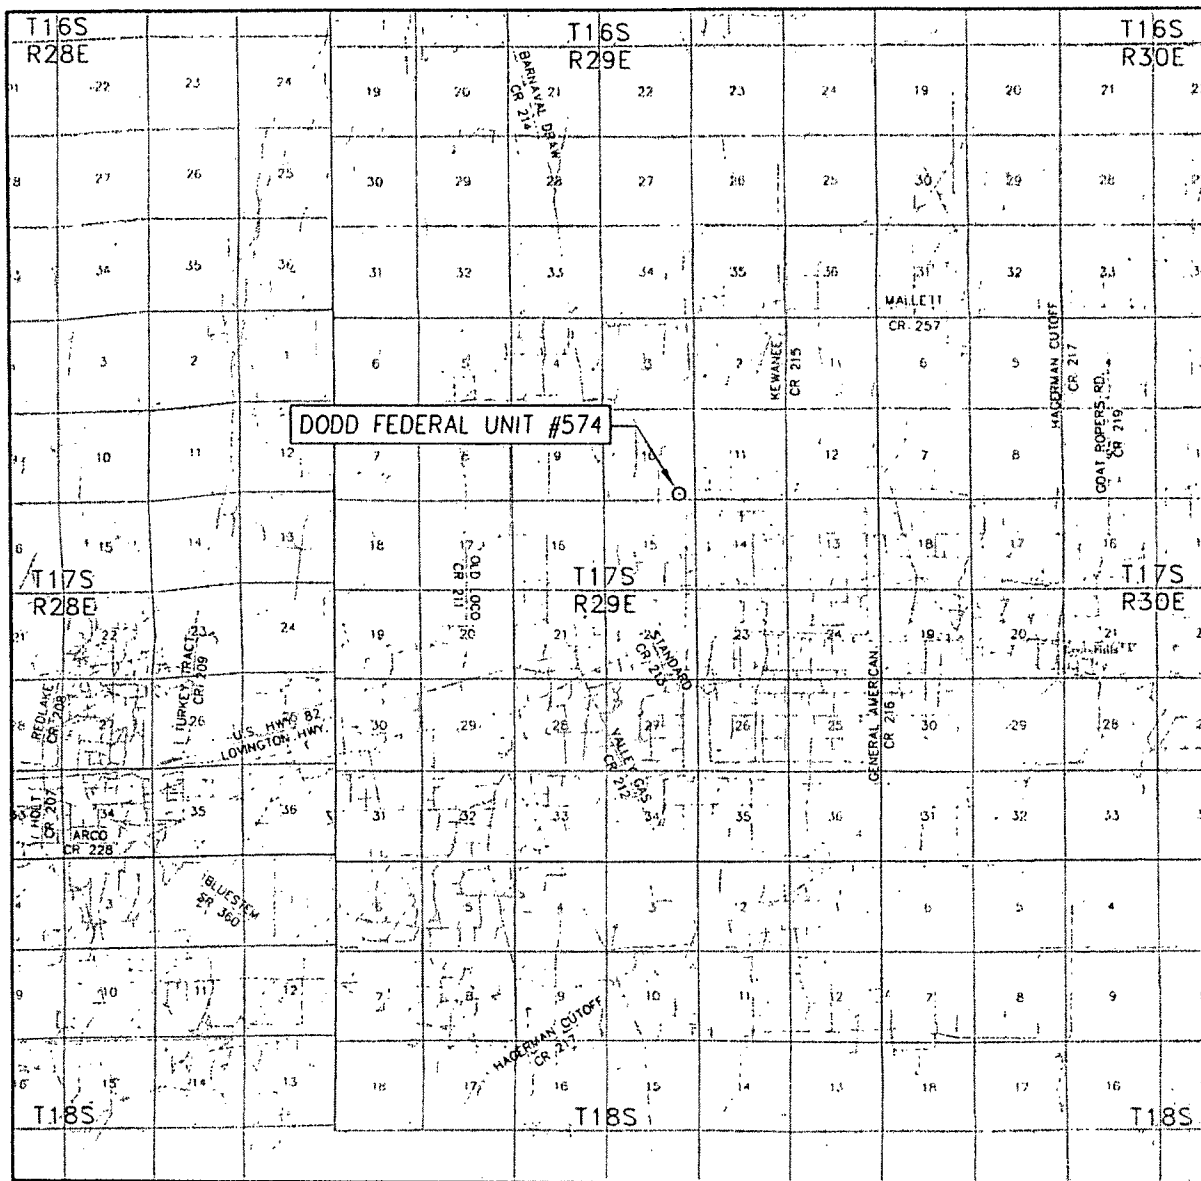 T16S
R28E
T16S
R29E
T16S
R30E
22 23 24 19 20 21 22 23 24 19 20 21
BARNAVAL DRAW
CR 214
27 26 25 30 29 28 27 26 25 30 29 28
34 35 36 31 32 33 34 35 36 31 32 33
MALLETT
CR 257
HAGERMAN CUTOFF
CR 217
3 2 1 6 5 4 3 2 1 6 5 4
KEWANEE
CR 215
GOAT ROPERS RD.
CR 219
DODD FEDERAL UNIT #574
10 11 12 7 8 9 10 11 12 7 8
15 14 13 18 17 16 15 14 13 18 17 16
OLD LOCO
CR 211
T17S
R28E
T17S
R29E
T17S
R30E
21 22 23 24 19 20 21 22 23 24 19 20 21
STANDARD
CR 213
REDLAKE
CR 208
TURKEY TRACT
CR 209
GENERAL AMERICAN
CR 216
27 26 30 29 28 27 26 25 30 29 28
U.S. HWY 82
LOVINGTON HWY.
VALLEY GAS
CR 212
HOLT
CR 207
34 35 36 31 32 33 34 35 36 31 32 33
ARCO
CR 228
BLUESTEM
SR 360
3 5 4 3 2 6 5 4
9 10 11 12 7 8 9 10 11 12 7 8 9
HAGERMAN CUTOFF
CR 217
15 14 13 18 17 16 15 14 13 18 17 16
T18S
T18S
T18S